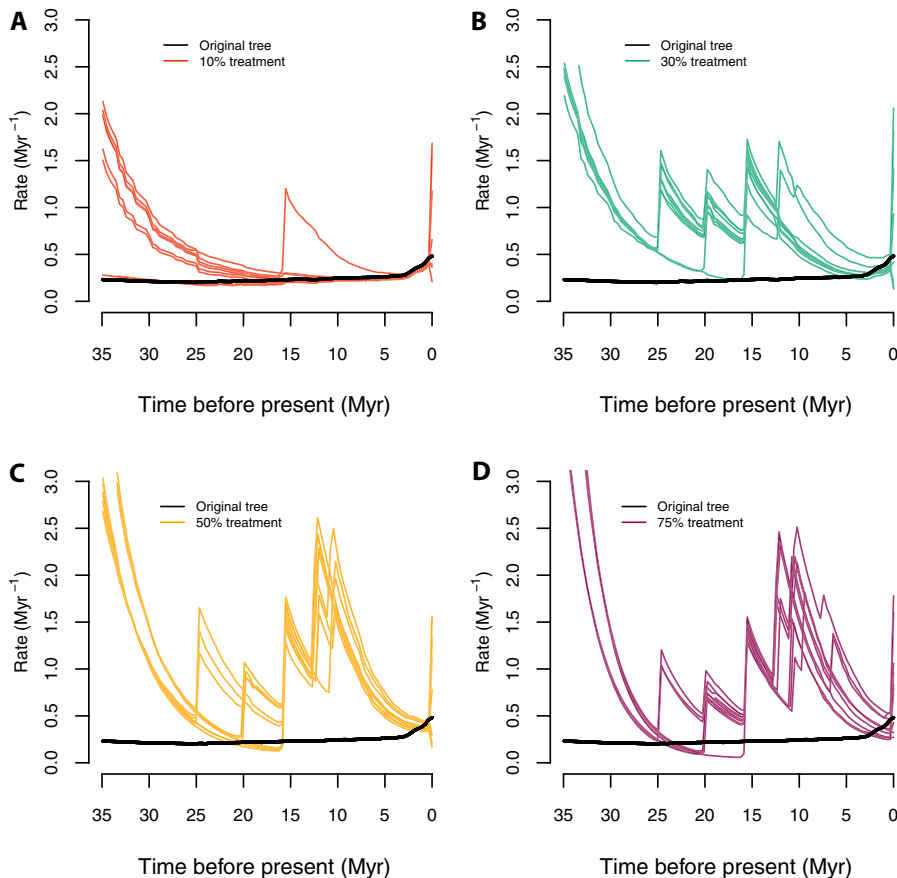 A
Original tree
10% treatment
Rate (Myr⁻¹)
3.0
2.5
2.0
1.5
1.0
0.5
0.0
35 30 25 20 15 10 5 0
Time before present (Myr)
B
Original tree
30% treatment
Rate (Myr⁻¹)
3.0
2.5
2.0
1.5
1.0
0.5
0.0
35 30 25 20 15 10 5 0
Time before present (Myr)
C
Original tree
50% treatment
Rate (Myr⁻¹)
3.0
2.5
2.0
1.5
1.0
0.5
0.0
35 30 25 20 15 10 5 0
Time before present (Myr)
D
Original tree
75% treatment
Rate (Myr⁻¹)
3.0
2.5
2.0
1.5
1.0
0.5
0.0
35 30 25 20 15 10 5 0
Time before present (Myr)